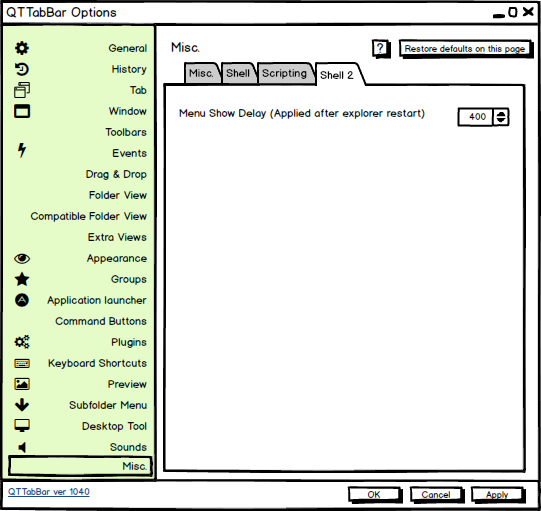 QTTabBar Options
General
History
Tab
Window
Toolbars
Events
Drag & Drop
Folder View
Compatible Folder View
Extra Views
Appearance
Groups
Application launcher
Command Buttons
Plugins
Keyboard Shortcuts
Preview
Subfolder Menu
Desktop Tool
Sounds
Misc.
Misc.
?
Restore defaults on this page
Misc.
Shell
Scripting
Shell 2
Menu Show Delay (Applied after explorer restart)
400
QTTabBar ver 1040
OK
Cancel
Apply